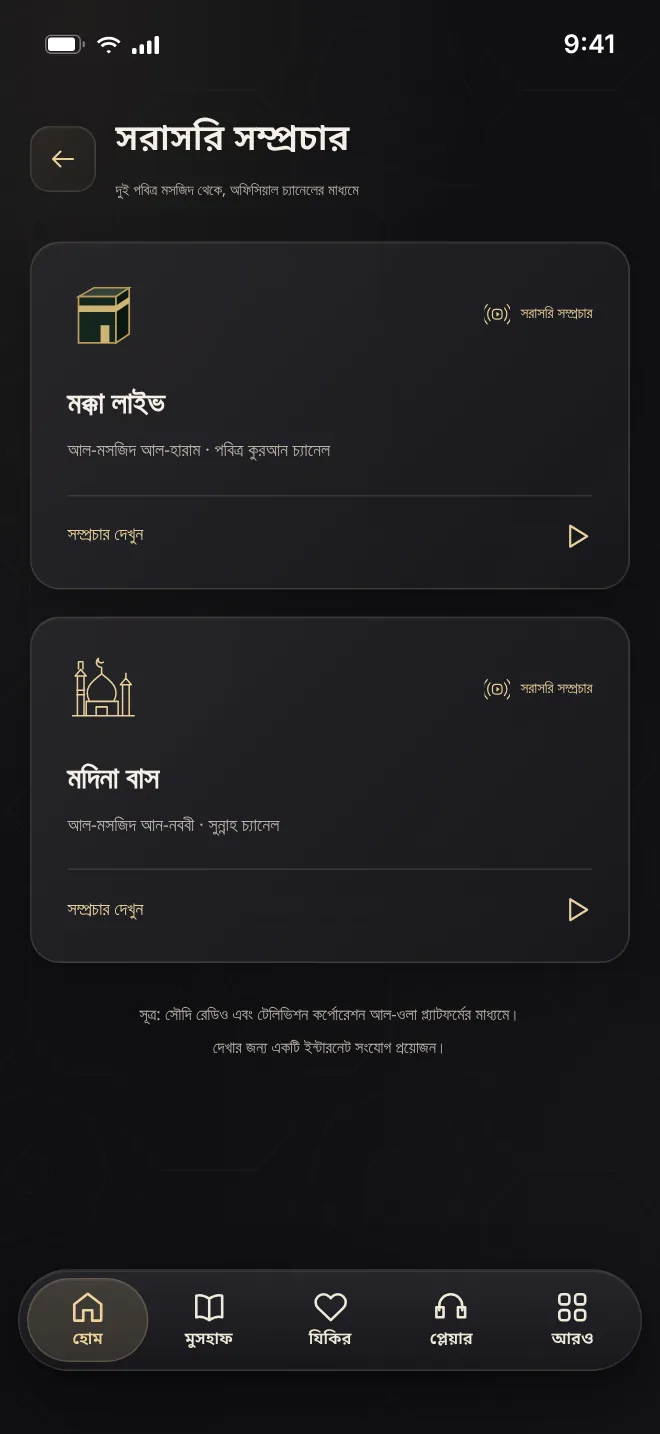 9:41
সরাসরি সম্প্রচার
দুই পবিত্র মসজিদ থেকে, অফিসিয়াল চ্যানেলের মাধ্যমে
সরাসরি সম্প্রচার
মক্কা লাইভ
আল-মসজিদ আল-হারাম · পবিত্র কুরআন চ্যানেল
সম্প্রচার দেখুন
সরাসরি সম্প্রচার
মদিনা বাস
আল-মসজিদ আন-নববী · সুন্নাহ চ্যানেল
সম্প্রচার দেখুন
সূত্র: সৌদি রেডিও এবং টেলিভিশন কর্পোরেশন আল-ওলা প্ল্যাটফর্মের মাধ্যমে।
দেখার জন্য একটি ইন্টারনেট সংযোগ প্রয়োজন।
হোম মুসহাফ যিকির প্লেয়ার আরও